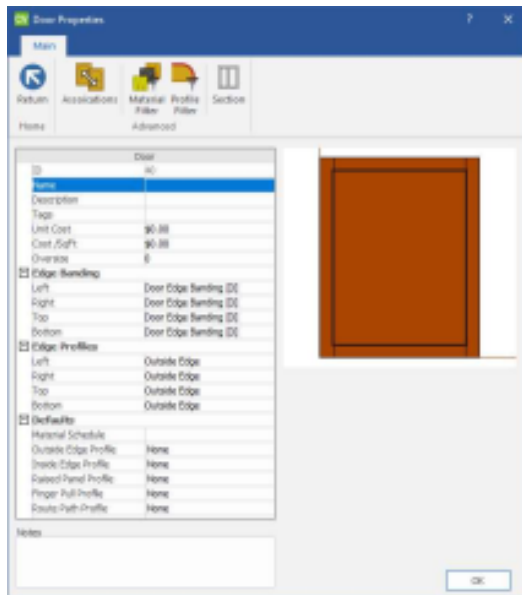 CV Door Properties ? ×
Main
Return Associations Material Filter Profile Filter Section
Home Advanced
Door
ID
Name
Description
Tags
Unit Cost $0.00
Cost /SqFt $0.00
Oversize 0
Edge Banding
Left Door Edge Banding [D]
Right Door Edge Banding [D]
Top Door Edge Banding [D]
Bottom Door Edge Banding [D]
Edge Profiles
Left Outside Edge
Right Outside Edge
Top Outside Edge
Bottom Outside Edge
Defaults
Material Schedule
Outside Edge Profile None
Inside Edge Profile None
Raised Panel Profile None
Finger Pull Profile None
Route Path Profile None
Notes
OK